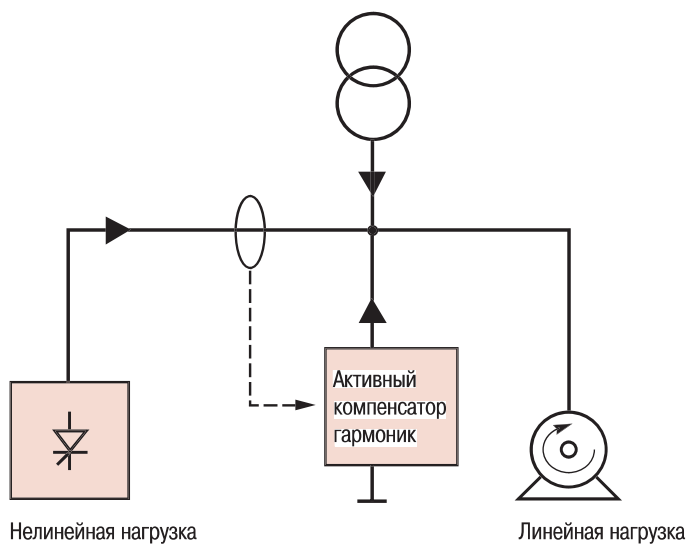 Активный
компенсатор
гармоник
Нелинейная нагрузка
Линейная нагрузка